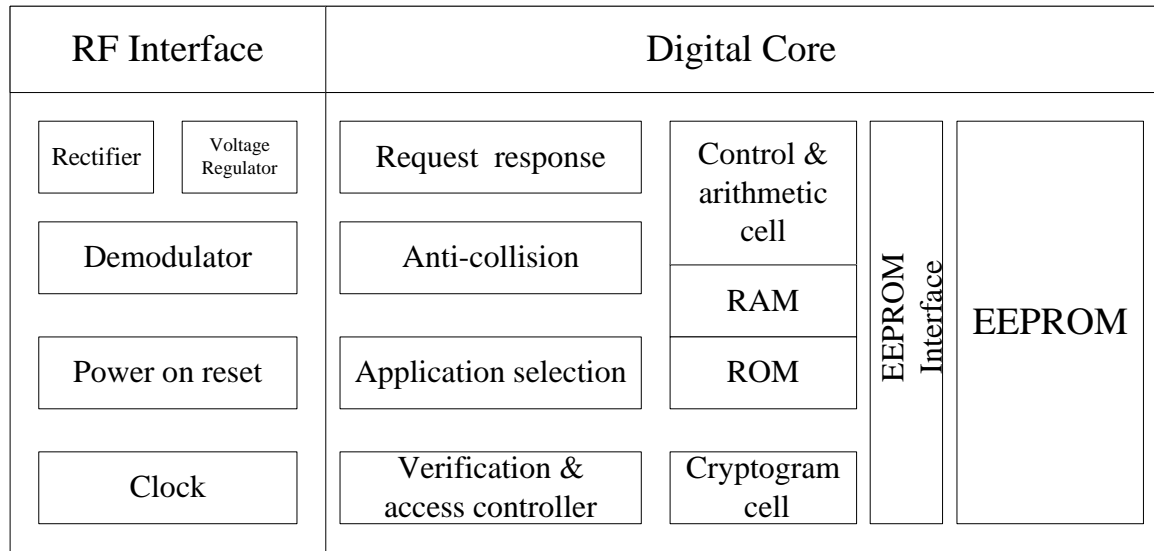 RF Interface
Digital Core
Rectifier
Voltage
Regulator
Request response
Control &
arithmetic
cell
EEPROM
Interface
EEPROM
Demodulator
Anti-collision
RAM
Power on reset
Application selection
ROM
Clock
Verification &
access controller
Cryptogram
cell